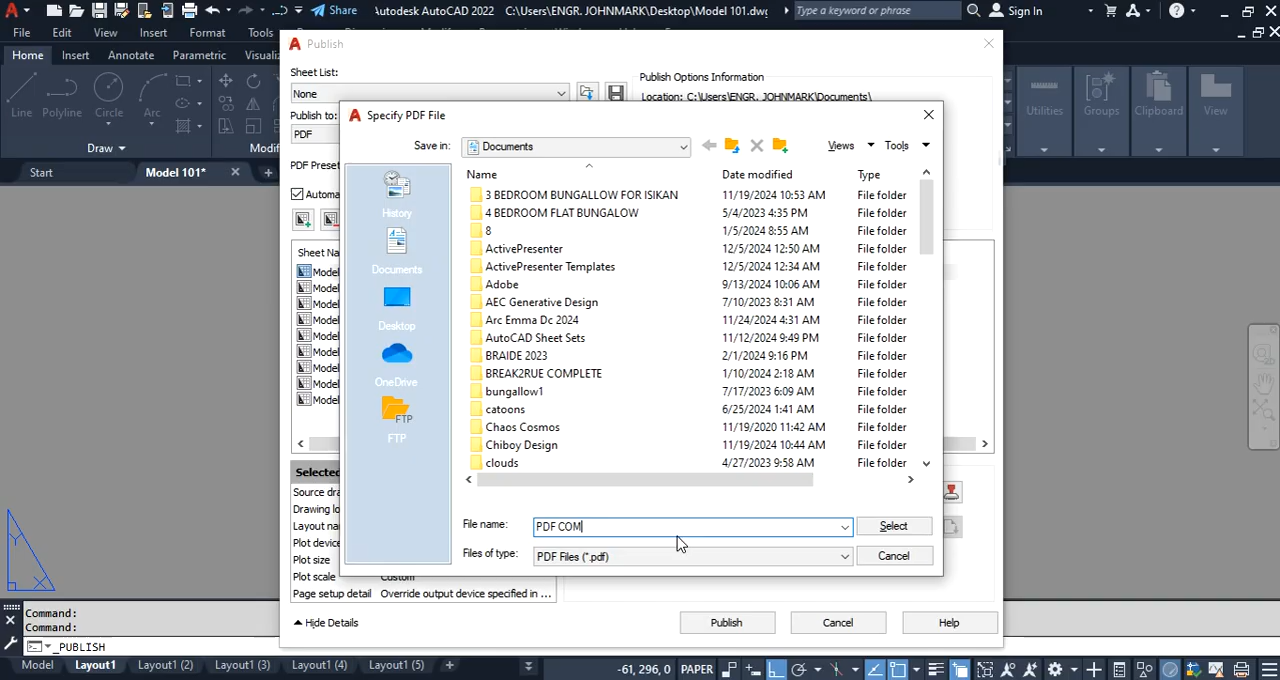 Share
Autodesk AutoCAD 2022 C:\Users\ENGR. JOHNMARK\Desktop\Model 101.dwg
Type a keyword or phrase
Sign In
File Edit View Insert Format Tools
Home Insert Annotate Parametric
Line Polyline Circle Arc
Draw
Utilities Groups Clipboard View
Start
Model 101*
Publish
Sheet List:
None
Publish to:
PDF
Publish Options Information
Location: C:\Users\ENGR. JOHNMARK\Documents\
Specify PDF File
Save in: Documents
Views Tools
History
Documents
Desktop
OneDrive
FTP
FTP
Name Date modified Type
3 BEDROOM BUNGALLOW FOR ISIKAN 11/19/2024 10:53 AM File folder
4 BEDROOM FLAT BUNGALOW 5/4/2023 4:35 PM File folder
8 1/5/2024 8:55 AM File folder
ActivePresenter 12/5/2024 12:50 AM File folder
ActivePresenter Templates 12/5/2024 12:34 AM File folder
Adobe 9/13/2024 10:06 AM File folder
AEC Generative Design 7/10/2023 8:31 AM File folder
Arc Emma Dc 2024 11/24/2024 4:31 AM File folder
AutoCAD Sheet Sets 11/12/2024 9:49 PM File folder
BRAIDE 2023 2/1/2024 9:16 PM File folder
BREAK2RUE COMPLETE 1/10/2024 2:18 AM File folder
bungallow1 7/17/2023 6:09 AM File folder
catoons 6/25/2024 1:41 AM File folder
Chaos Cosmos 11/19/2020 11:42 AM File folder
Chiboy Design 11/19/2024 10:44 AM File folder
clouds 4/27/2023 9:58 AM File folder
File name: PDF COM Select
Files of type: PDF Files (*.pdf) Cancel
Model
Model
Model
Model
Model
Model
Model
Model
Model
Selected
Layout name
Plot size
Plot scale Custom
Page setup detail Override output device specified in ...
Hide Details
Publish Cancel Help
Y
X
Command:
Command:
_PUBLISH
Model Layout1 Layout1 (2) Layout1 (3) Layout1 (4) Layout1 (5) +
-61, 296, 0 PAPER